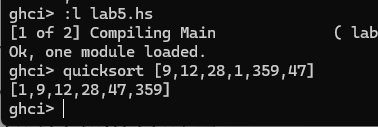 ghci> :l lab5.hs
[1 of 2] Compiling Main             ( lab
Ok, one module loaded.
ghci> quicksort [9,12,28,1,359,47]
[1,9,12,28,47,359]
ghci>